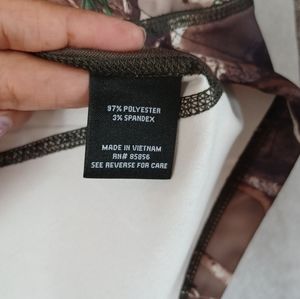 97% POLYESTER
3% SPANDEX
MADE IN VIETNAM
RN# 85856
SEE REVERSE FOR CARE